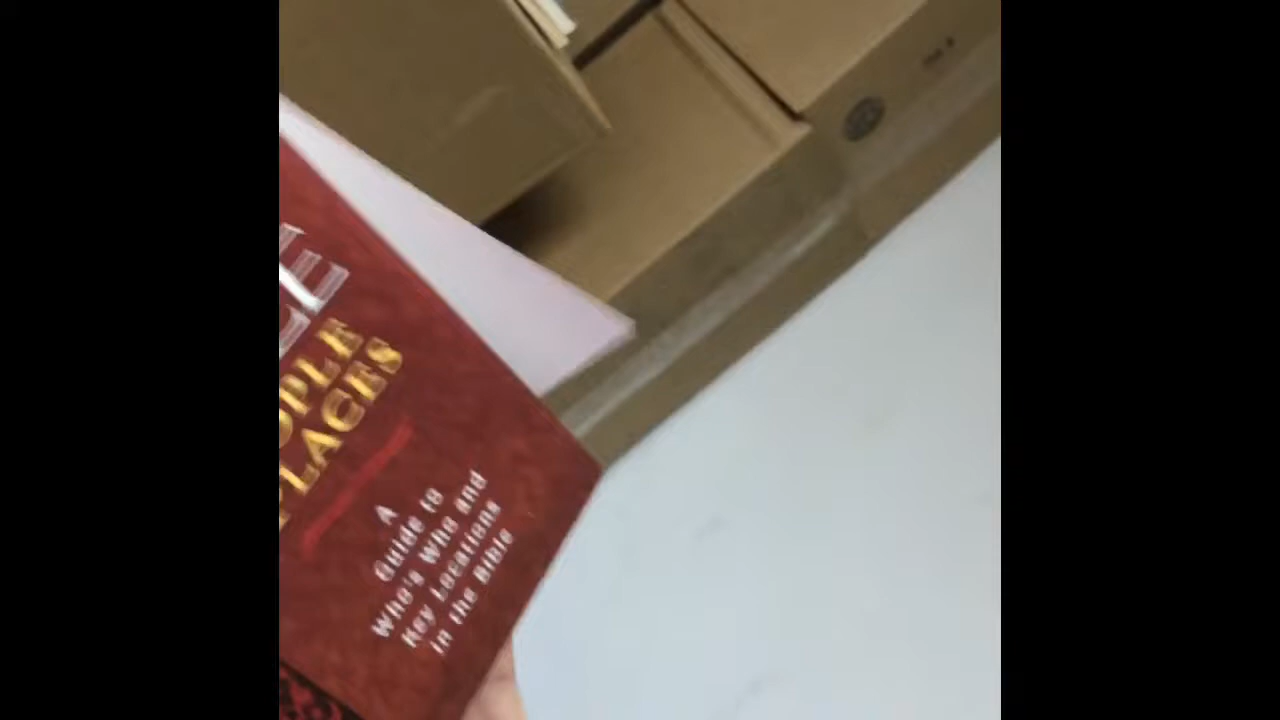 OPLE
PLACES
A
Guide to
Who's Who and
Key Locations
in the Bible